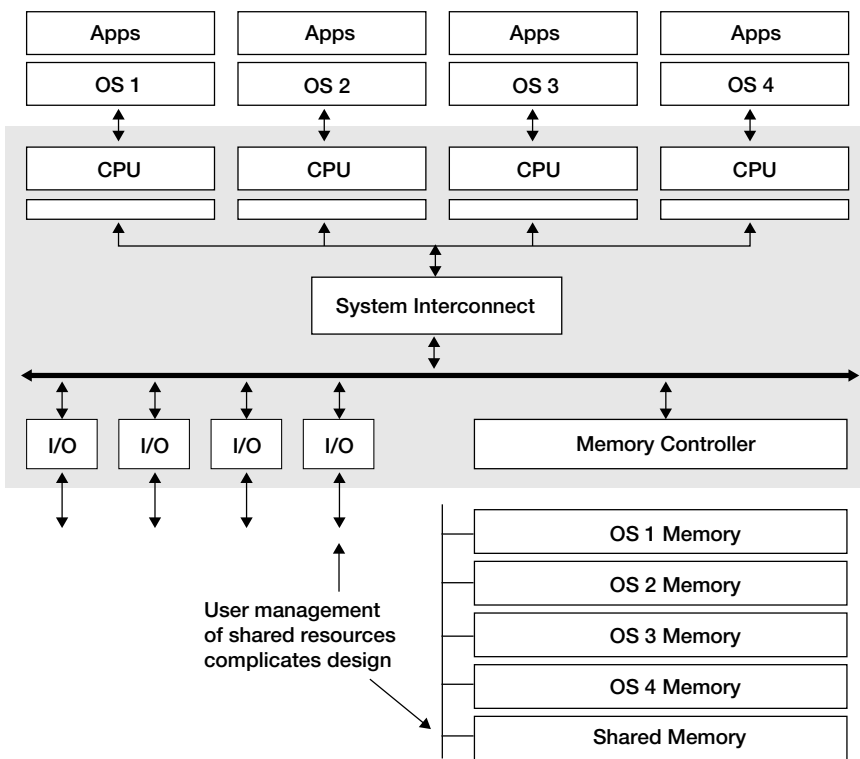 Apps
Apps
Apps
Apps
OS 1
OS 2
OS 3
OS 4
CPU
CPU
CPU
CPU
System Interconnect
I/O
I/O
I/O
I/O
Memory Controller
OS 1 Memory
OS 2 Memory
OS 3 Memory
OS 4 Memory
Shared Memory
User management
of shared resources
complicates design